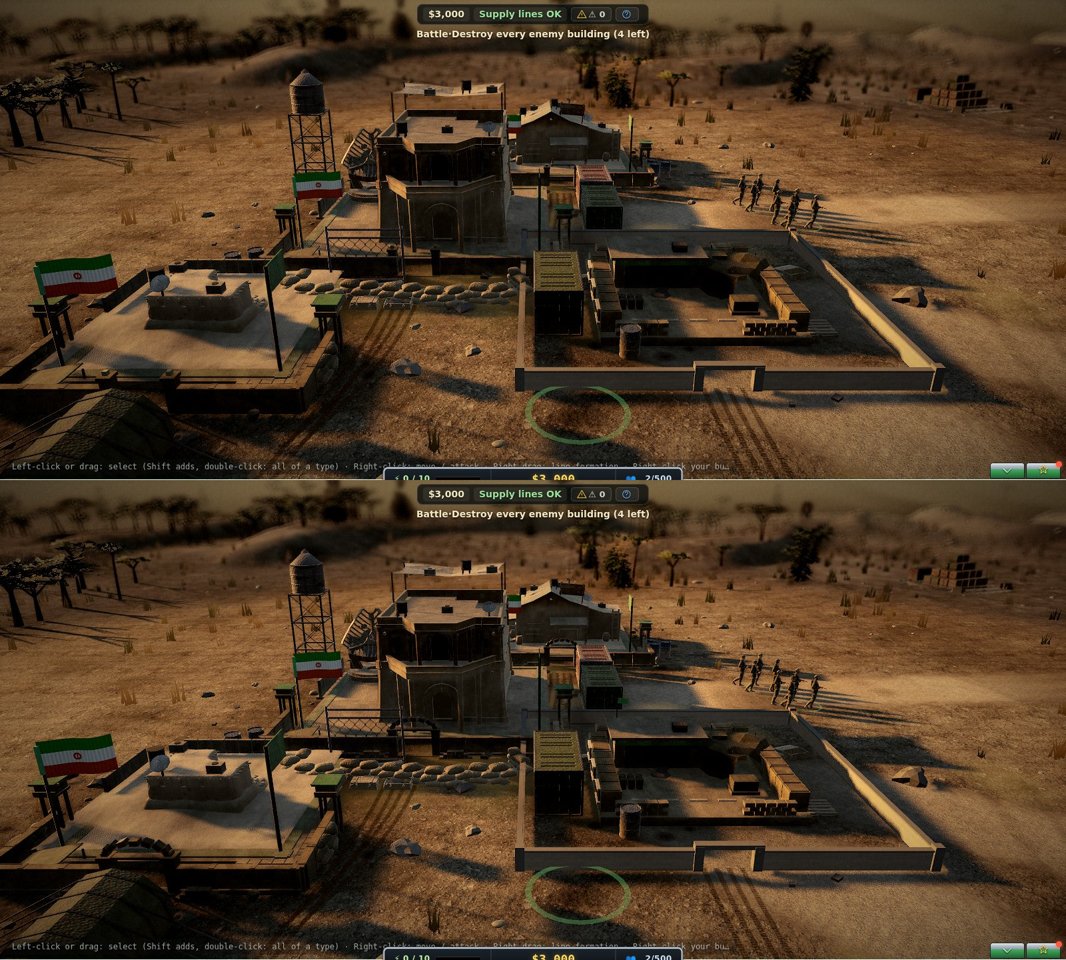 $3,000 Supply lines OK ⚠⚠ 0 ?
Battle·Destroy every enemy building (4 left)
Left-click or drag: select (Shift adds, double-click: all of a type) · Right-click: move / attack · Right-drag: line formation · Right-click your bu…
0 / 10 $3,000 2/500
$3,000 Supply lines OK ⚠⚠ 0 ?
Battle·Destroy every enemy building (4 left)
Left-click or drag: select (Shift adds, double-click: all of a type) · Right-click: move / attack · Right-drag: line formation · Right-click your bu…
0 / 10 $3,000 2/500